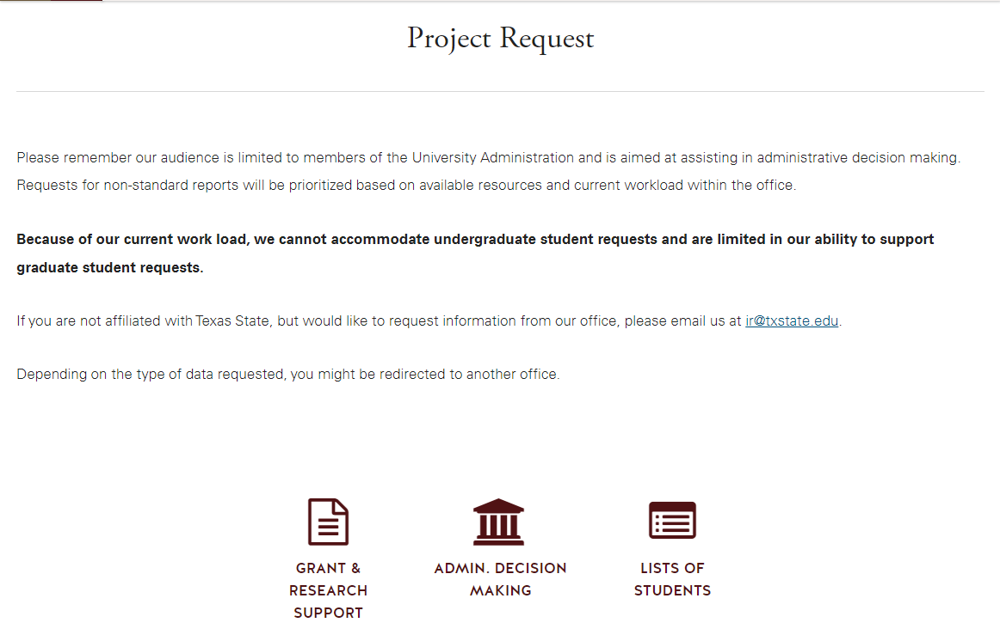 Project Request
Please remember our audience is limited to members of the University Administration and is aimed at assisting in administrative decision making.
Requests for non-standard reports will be prioritized based on available resources and current workload within the office.
Because of our current work load, we cannot accommodate undergraduate student requests and are limited in our ability to support
graduate student requests.
If you are not affiliated with Texas State, but would like to request information from our office, please email us at ir@txstate.edu.
Depending on the type of data requested, you might be redirected to another office.
GRANT &
RESEARCH
SUPPORT
ADMIN. DECISION
MAKING
LISTS OF
STUDENTS